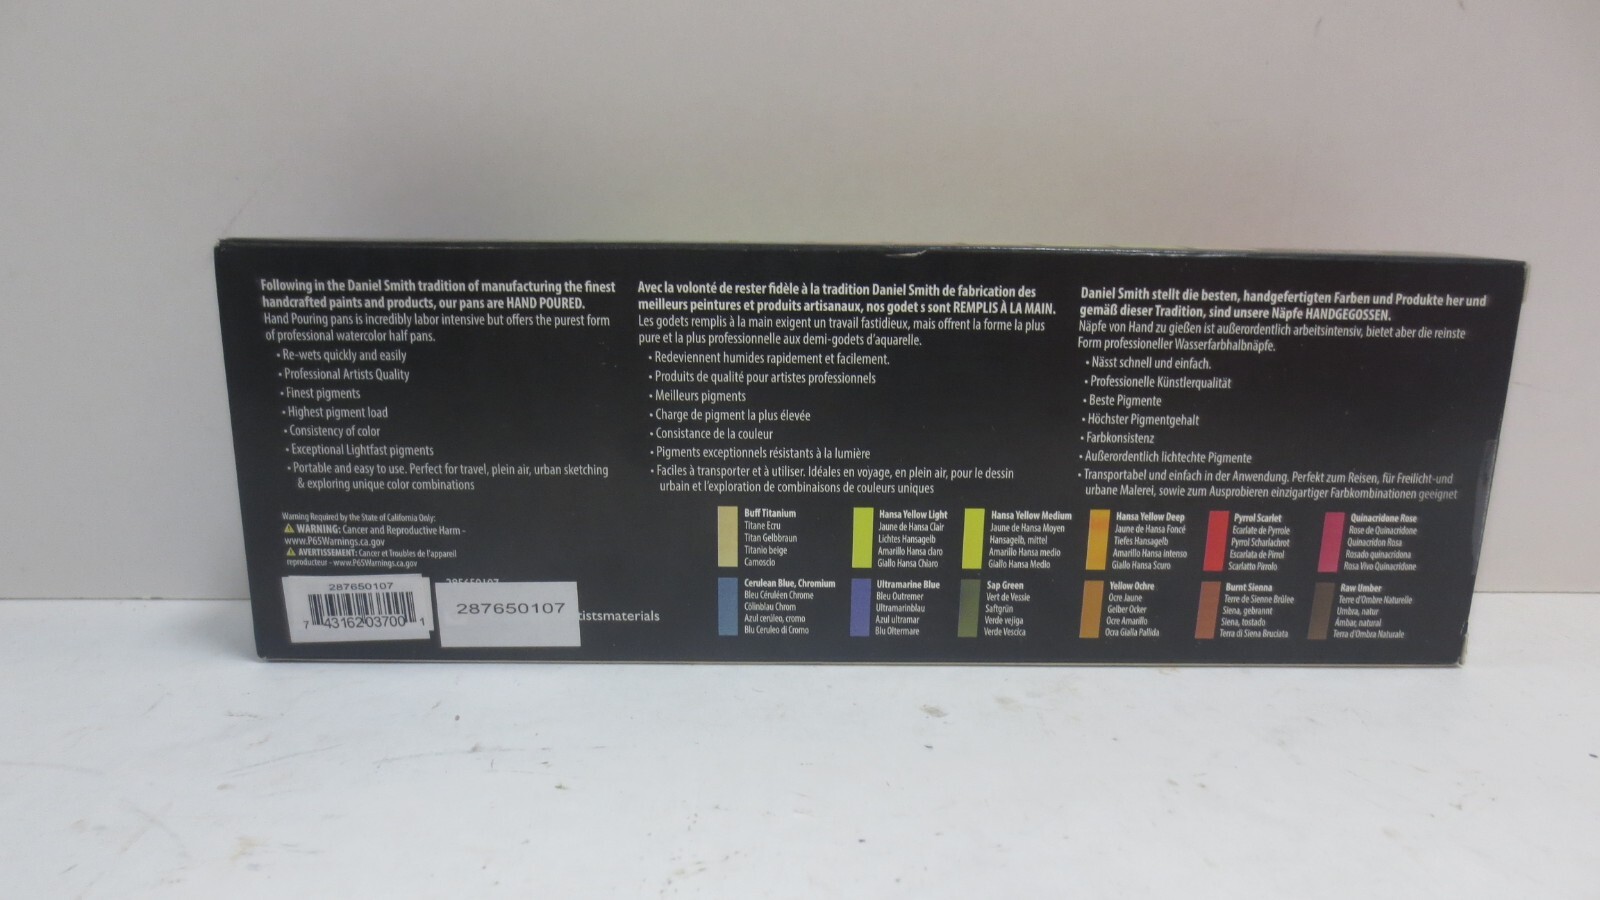 Following in the Daniel Smith tradition of manufacturing the finest
handcrafted paints and products, our pans are HAND POURED.
Hand Pouring pans is incredibly labor intensive but offers the purest form
of professional watercolor half pans.
• Re-wets quickly and easily
• Professional Artists Quality
• Finest pigments
• Highest pigment load
• Consistency of color
• Exceptional Lightfast pigments
• Portable and easy to use. Perfect for travel, plein air, urban sketching
& exploring unique color combinations
Warning Required by the State of California Only:
WARNING: Cancer and Reproductive Harm -
www.P65Warnings.ca.gov
AVERTISSEMENT: Cancer et Troubles de l'appareil
reproducteur - www.P65Warnings.ca.gov
287650107
7 43162 03700 1
287650107
tistsmaterials
Avec la volonté de rester fidèle à la tradition Daniel Smith de fabrication des
meilleurs peintures et produits artisanaux, nos godet s sont REMPLIS À LA MAIN.
Les godets remplis à la main exigent un travail fastidieux, mais offrent la forme la plus
pure et la plus professionnelle aux demi-godets d'aquarelle.
• Redeviennent humides rapidement et facilement.
• Produits de qualité pour artistes professionnels
• Meilleurs pigments
• Charge de pigment la plus élevée
• Consistance de la couleur
• Pigments exceptionnels résistants à la lumière
• Faciles à transporter et à utiliser. Idéales en voyage, en plein air, pour le dessin
urbain et l'exploration de combinaisons de couleurs uniques
Daniel Smith stellt die besten, handgefertigten Farben und Produkte her und
gemäß dieser Tradition, sind unsere Näpfe HANDGEGOSSEN.
Näpfe von Hand zu gießen ist außerordentlich arbeitsintensiv, bietet aber die reinste
Form professioneller Wasserfarbhalbnäpfe.
• Nässt schnell und einfach.
• Professionelle Künstlerqualität
• Beste Pigmente
• Höchster Pigmentgehalt
• Farbkonsistenz
• Außerordentlich lichtechte Pigmente
• Transportabel und einfach in der Anwendung. Perfekt zum Reisen, für Freilicht-und
urbane Malerei, sowie zum Ausprobieren einzigartiger Farbkombinationen geeignet
Buff Titanium
Titane Ecru
Titan Gelbbraun
Titanio beige
Camoscio
Hansa Yellow Light
Jaune de Hansa Clair
Lichtes Hansagelb
Amarillo Hansa claro
Giallo Hansa Chiaro
Hansa Yellow Medium
Jaune de Hansa Moyen
Hansagelb, mittel
Amarillo Hansa medio
Giallo Hansa Medio
Hansa Yellow Deep
Jaune de Hansa Foncé
Tiefes Hansagelb
Amarillo Hansa intenso
Giallo Hansa Scuro
Pyrrol Scarlet
Ecarlate de Pyrrole
Pyrrol Scharlachrot
Escarlata de Pirrol
Scarlatto Pirrolo
Quinacridone Rose
Rose de Quinacridone
Quinacridon Rosa
Rosado quinacridona
Rosa Vivo Quinacridone
Cerulean Blue, Chromium
Bleu Céruléen Chrome
Cölinblau Chrom
Azul cerúleo, cromo
Blu Ceruleo di Cromo
Ultramarine Blue
Bleu Outremer
Ultramarinblau
Azul ultramar
Blu Oltermare
Sap Green
Vert de Vessie
Saftgrün
Verde vejiga
Verde Vescica
Yellow Ochre
Ocre Jaune
Gelber Ocker
Ocre Amarillo
Ocra Gialla Pallida
Burnt Sienna
Terre de Sienne Brûlee
Siena, gebrannt
Siena, tostado
Terra di Siena Bruciata
Raw Umber
Terre d'Ombre Naturelle
Umbra, natur
Ámbar, natural
Terra d'Ombra Naturale